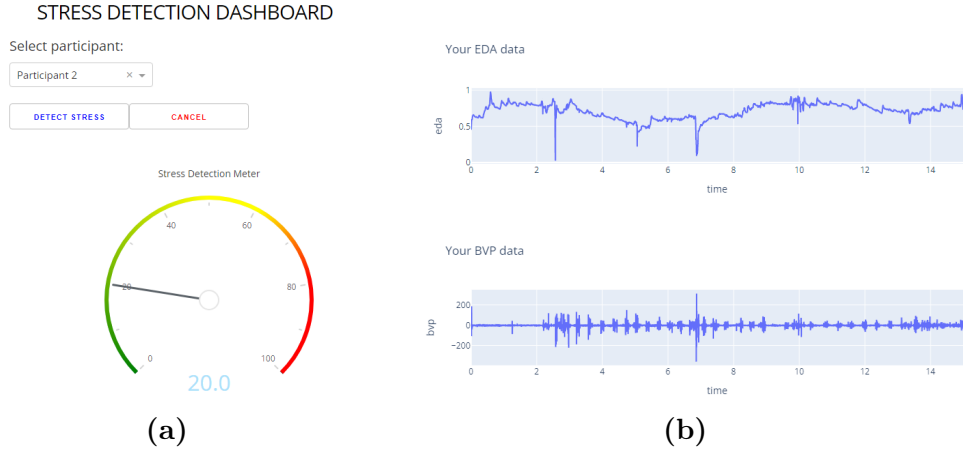 STRESS DETECTION DASHBOARD
Select participant:
Participant 2 ×
DETECT STRESS CANCEL
Stress Detection Meter
0 20 40 60 80 100
20.0
(a)
Your EDA data
eda
1
0.5
0
0 2 4 6 8 10 12 14
time
Your BVP data
bvp
200
0
−200
0 2 4 6 8 10 12 14
time
(b)